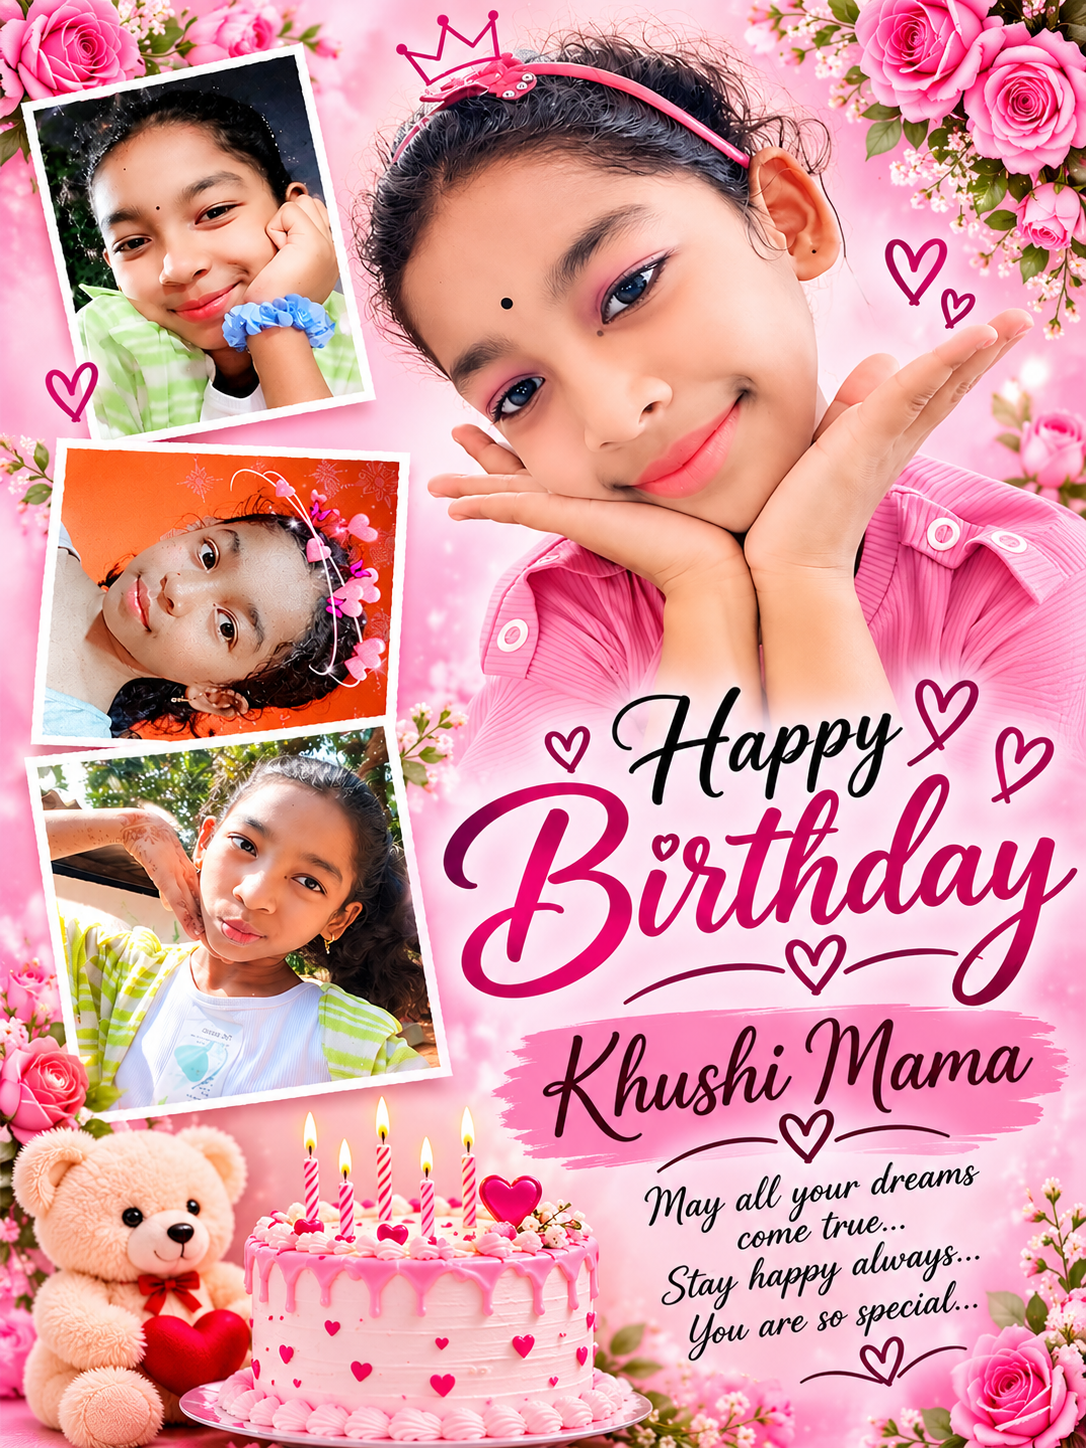 Happy
Birthday
Khushi Mama
May all your dreams
come true...
Stay happy always...
You are so special...